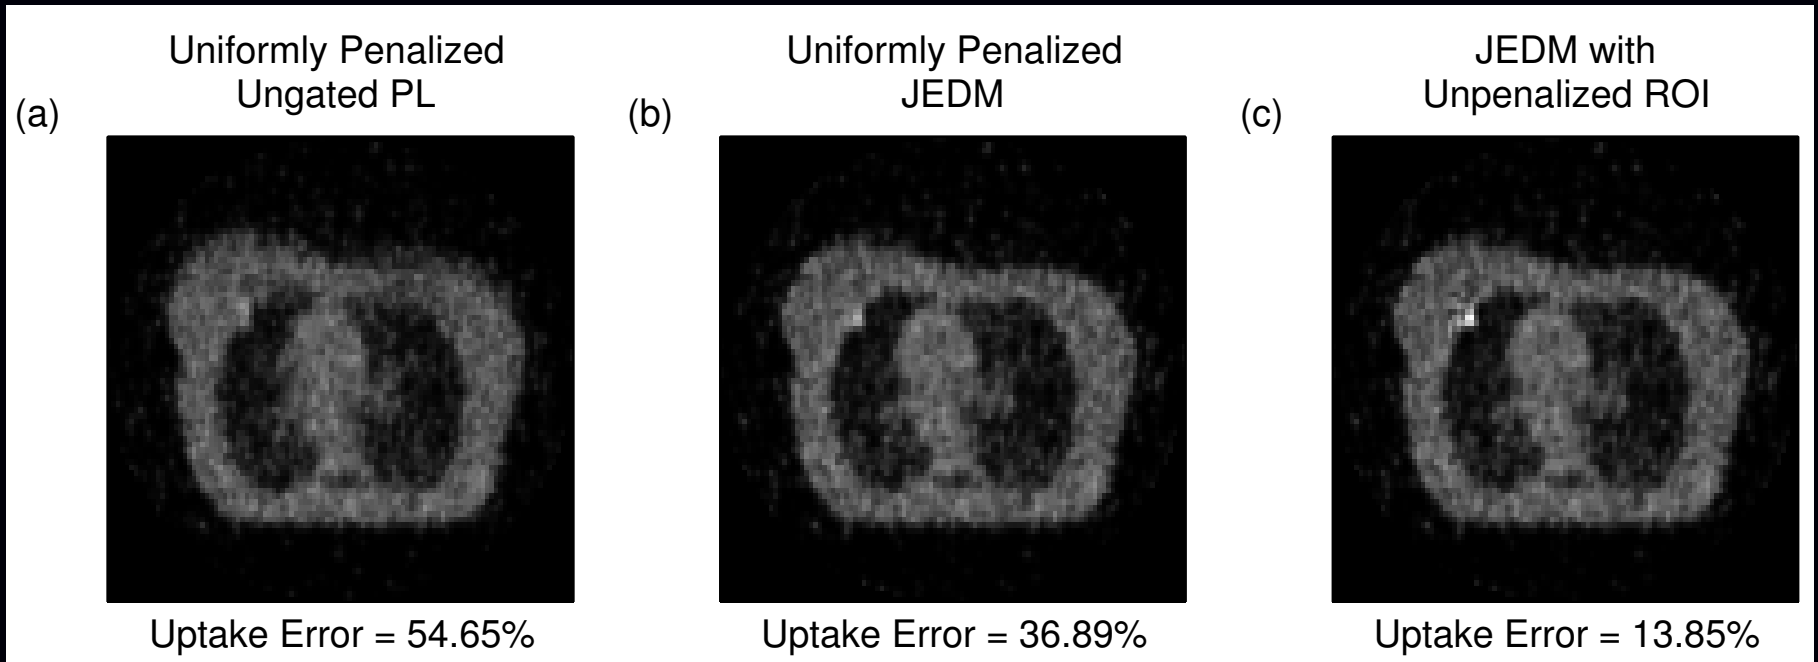 (a)
Uniformly Penalized
Ungated PL
Uptake Error = 54.65%
(b)
Uniformly Penalized
JEDM
Uptake Error = 36.89%
(c)
JEDM with
Unpenalized ROI
Uptake Error = 13.85%